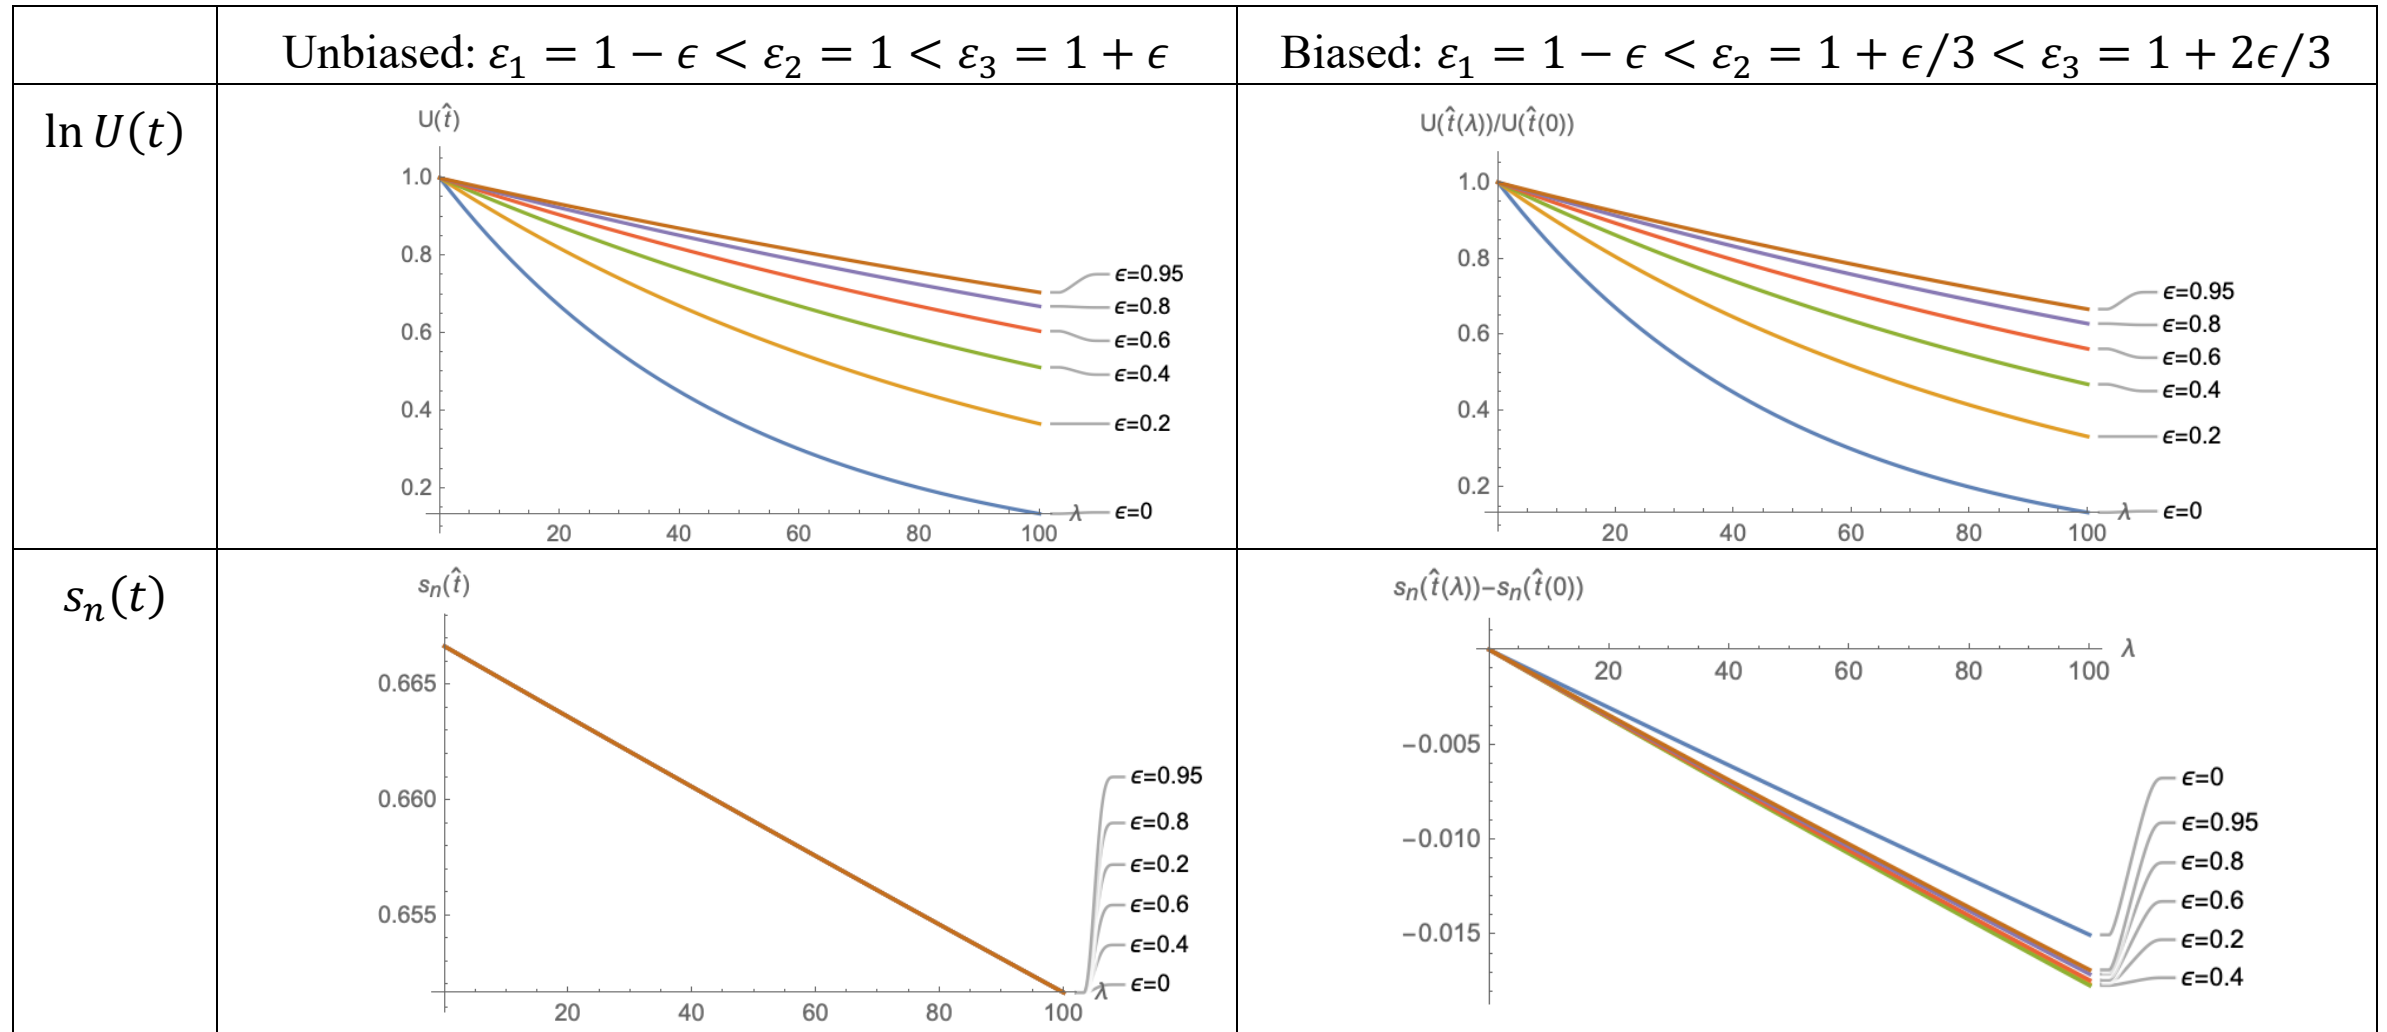 Unbiased: ε₁ = 1 − ϵ < ε₂ = 1 < ε₃ = 1 + ϵ
Biased: ε₁ = 1 − ϵ < ε₂ = 1 + ϵ/3 < ε₃ = 1 + 2ϵ/3
ln U(t)
U(t̂)
1.0
0.8
0.6
0.4
0.2
20 40 60 80 100
λ
ϵ=0.95
ϵ=0.8
ϵ=0.6
ϵ=0.4
ϵ=0.2
ϵ=0
U(t̂(λ))/U(t̂(0))
1.0
0.8
0.6
0.4
0.2
20 40 60 80 100
λ
ϵ=0.95
ϵ=0.8
ϵ=0.6
ϵ=0.4
ϵ=0.2
ϵ=0
sₙ(t)
sₙ(t̂)
0.665
0.660
0.655
20 40 60 80 100
λ
ϵ=0.95
ϵ=0.8
ϵ=0.2
ϵ=0.6
ϵ=0.4
ϵ=0
sₙ(t̂(λ))−sₙ(t̂(0))
λ
20 40 60 80 100
−0.005
−0.010
−0.015
ϵ=0
ϵ=0.95
ϵ=0.8
ϵ=0.6
ϵ=0.2
ϵ=0.4